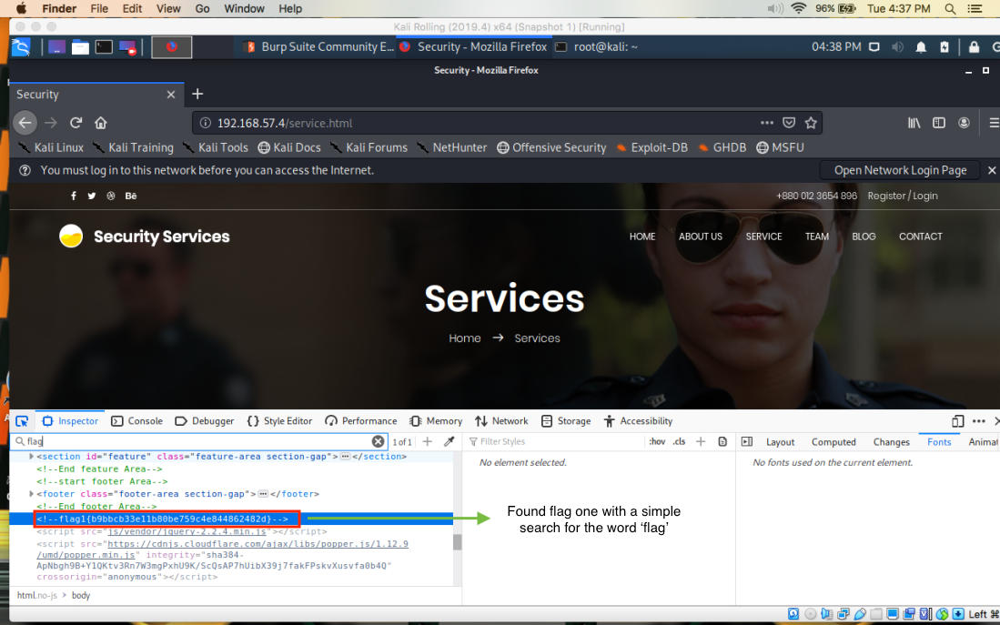 Finder File Edit View Go Window Help 96% Tue 4:37 PM
Kali Rolling (2019.4) x64 (Snapshot 1) [Running]
Burp Suite Community E... Security - Mozilla Firefox root@kali: ~ 04:38 PM
Security - Mozilla Firefox
Security
192.168.57.4/service.html
Kali Linux Kali Training Kali Tools Kali Docs Kali Forums NetHunter Offensive Security Exploit-DB GHDB MSFU
You must log in to this network before you can access the Internet. Open Network Login Page
+880 012 3654 896 Register / Login
Security Services HOME ABOUT US SERVICE TEAM BLOG CONTACT
Services
Home → Services
Inspector Console Debugger Style Editor Performance Memory Network Storage Accessibility
flag 1 of 1 Filter Styles :hov .cls Layout Computed Changes Fonts Animat
<section id="feature" class="feature-area section-gap">⋯</section>
No element selected.
No fonts used on the current element.
<!--End feature Area-->
<!--start footer Area-->
<footer class="footer-area section-gap">⋯</footer>
<!--End footer Area-->
<!--flag1{b9bbcb33e11b80be759c4e844862482d}-->
Found flag one with a simple
search for the word ‘flag’
<script src="js/vendor/jquery-2.2.4.min.js"></script>
<script src="https://cdnjs.cloudflare.com/ajax/libs/popper.js/1.12.9
/umd/popper.min.js" integrity="sha384-
ApNbgh9B+Y1QKtv3Rn7W3mgPxhU9K/ScQsAP7hUibX39j7fakFPskvXusvfa0b4Q"
crossorigin="anonymous"></script>
html.no-js > body
Left ⌘